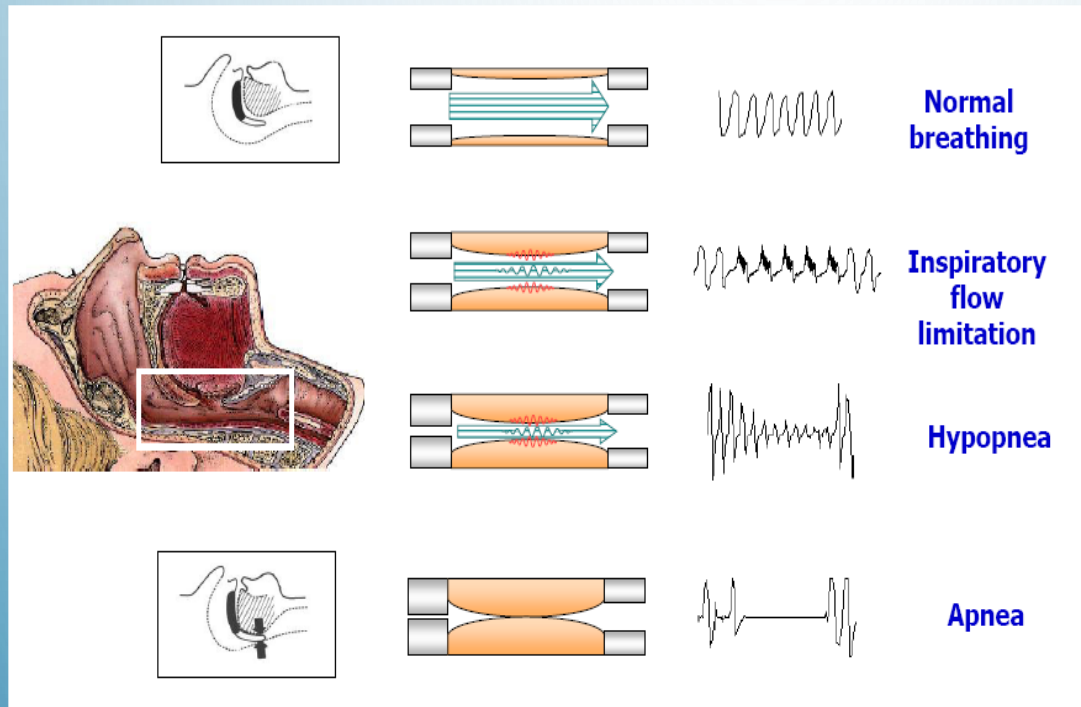 Normal
breathing
Inspiratory
flow
limitation
Hypopnea
Apnea